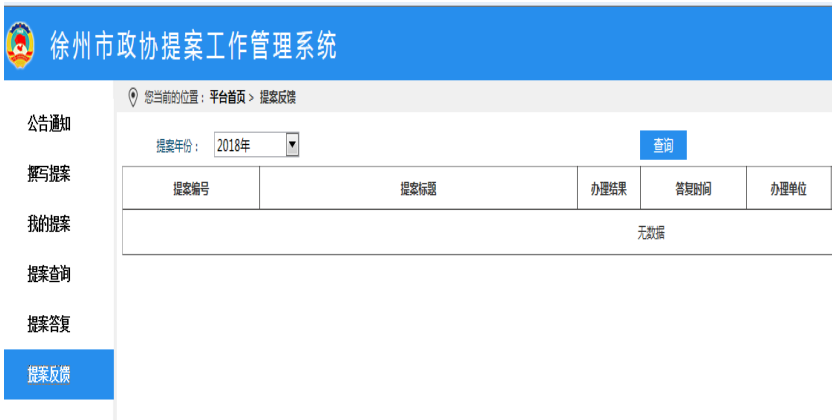 徐州市政协提案工作管理系统
您当前的位置：平台首页 > 提案反馈
公告通知
撰写提案
我的提案
提案查询
提案答复
提案反馈
提案年份： 2018年 查询
提案编号 提案标题 办理结果 答复时间 办理单位
无数据